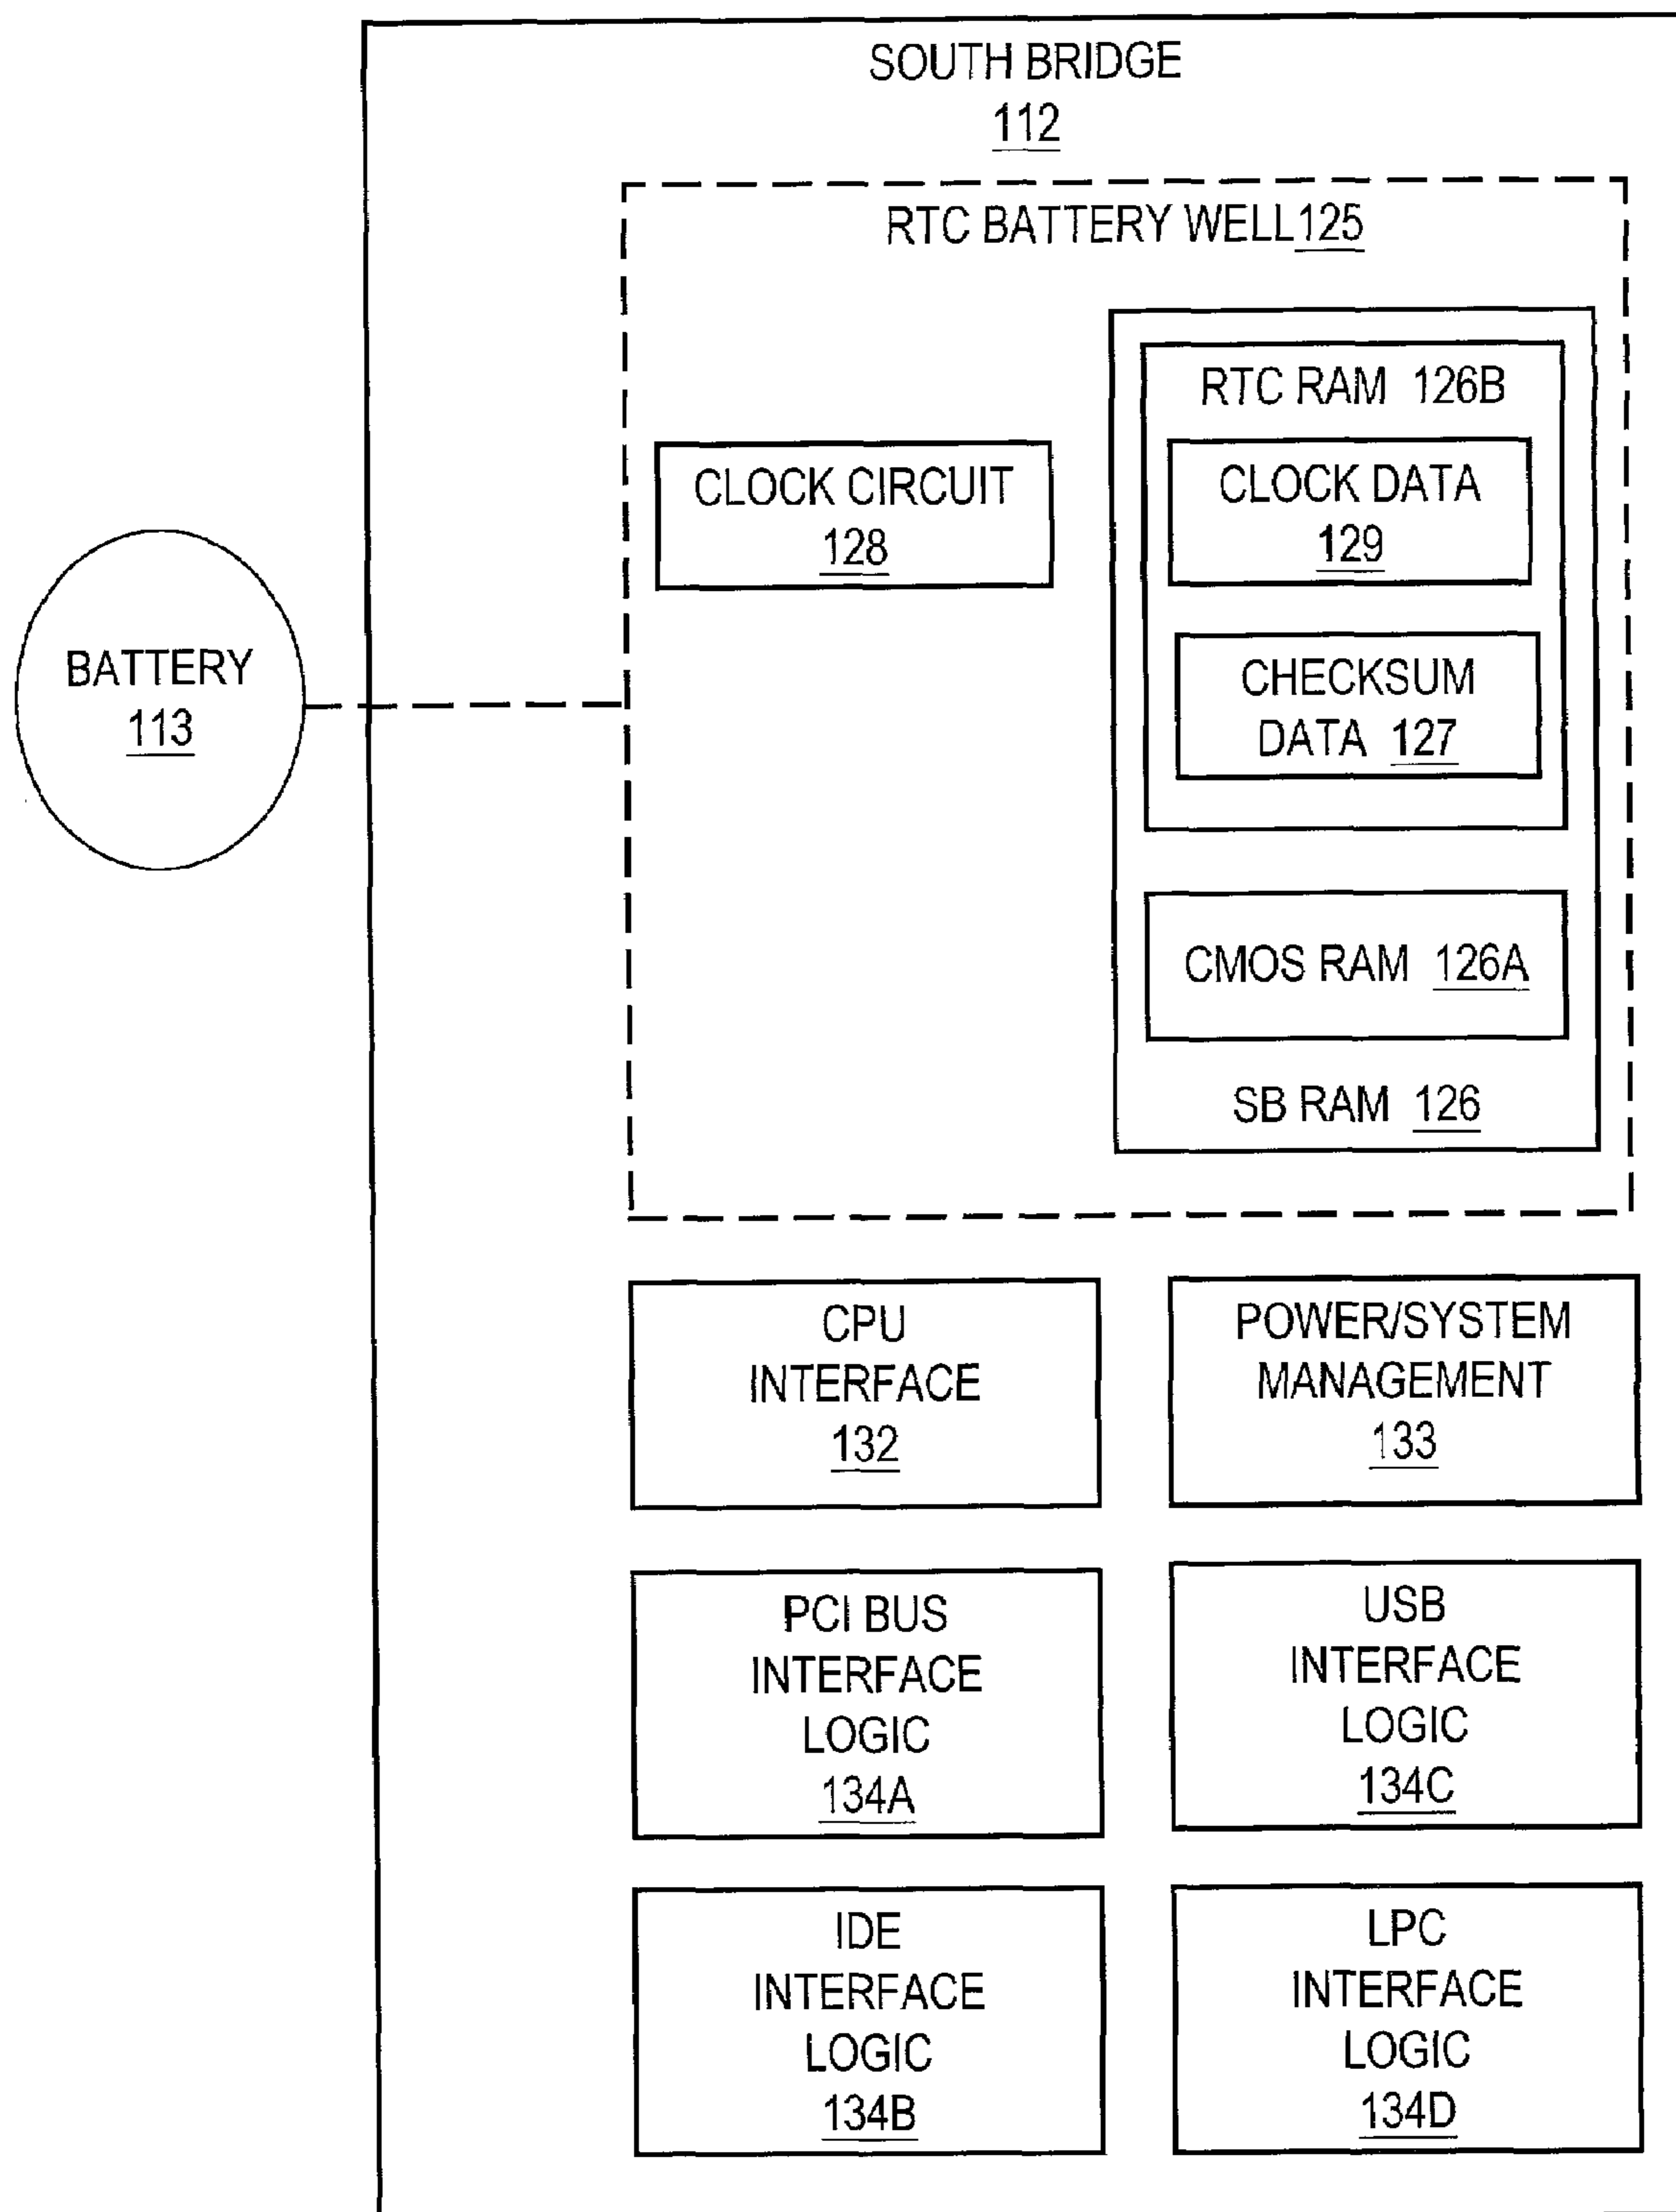 SOUTH BRIDGE
112
RTC BATTERY WELL 125
RTC RAM 126B
CLOCK CIRCUIT
128
CLOCK DATA
129
BATTERY
113
CHECKSUM
DATA 127
CMOS RAM 126A
SB RAM 126
CPU
INTERFACE
132
POWER/SYSTEM
MANAGEMENT
133
PCI BUS
INTERFACE
LOGIC
134A
USB
INTERFACE
LOGIC
134C
IDE
INTERFACE
LOGIC
134B
LPC
INTERFACE
LOGIC
134D